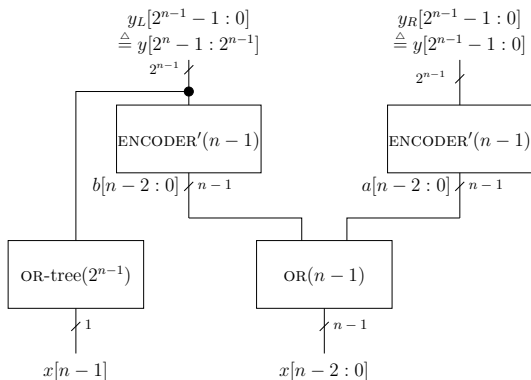 y_L[2^{n-1} − 1 : 0]
≜ y[2^n − 1 : 2^{n-1}]
y_R[2^{n-1} − 1 : 0]
≜ y[2^{n-1} − 1 : 0]
2^{n-1}
2^{n-1}
ENCODER′(n − 1)
ENCODER′(n − 1)
b[n − 2 : 0]
n − 1
a[n − 2 : 0]
n − 1
OR-tree(2^{n-1})
OR(n − 1)
1
n − 1
x[n − 1]
x[n − 2 : 0]